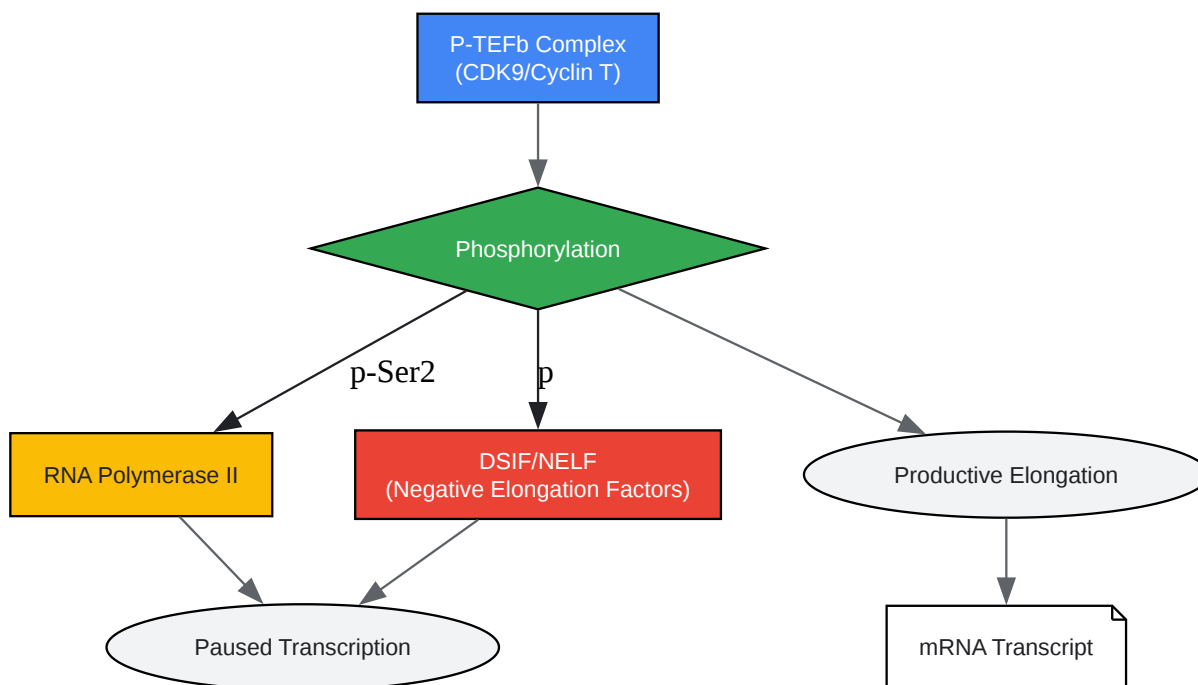 P-TEFb Complex
(CDK9/Cyclin T)
Phosphorylation
p-Ser2
p
RNA Polymerase II
DSIF/NELF
(Negative Elongation Factors)
Productive Elongation
Paused Transcription
mRNA Transcript